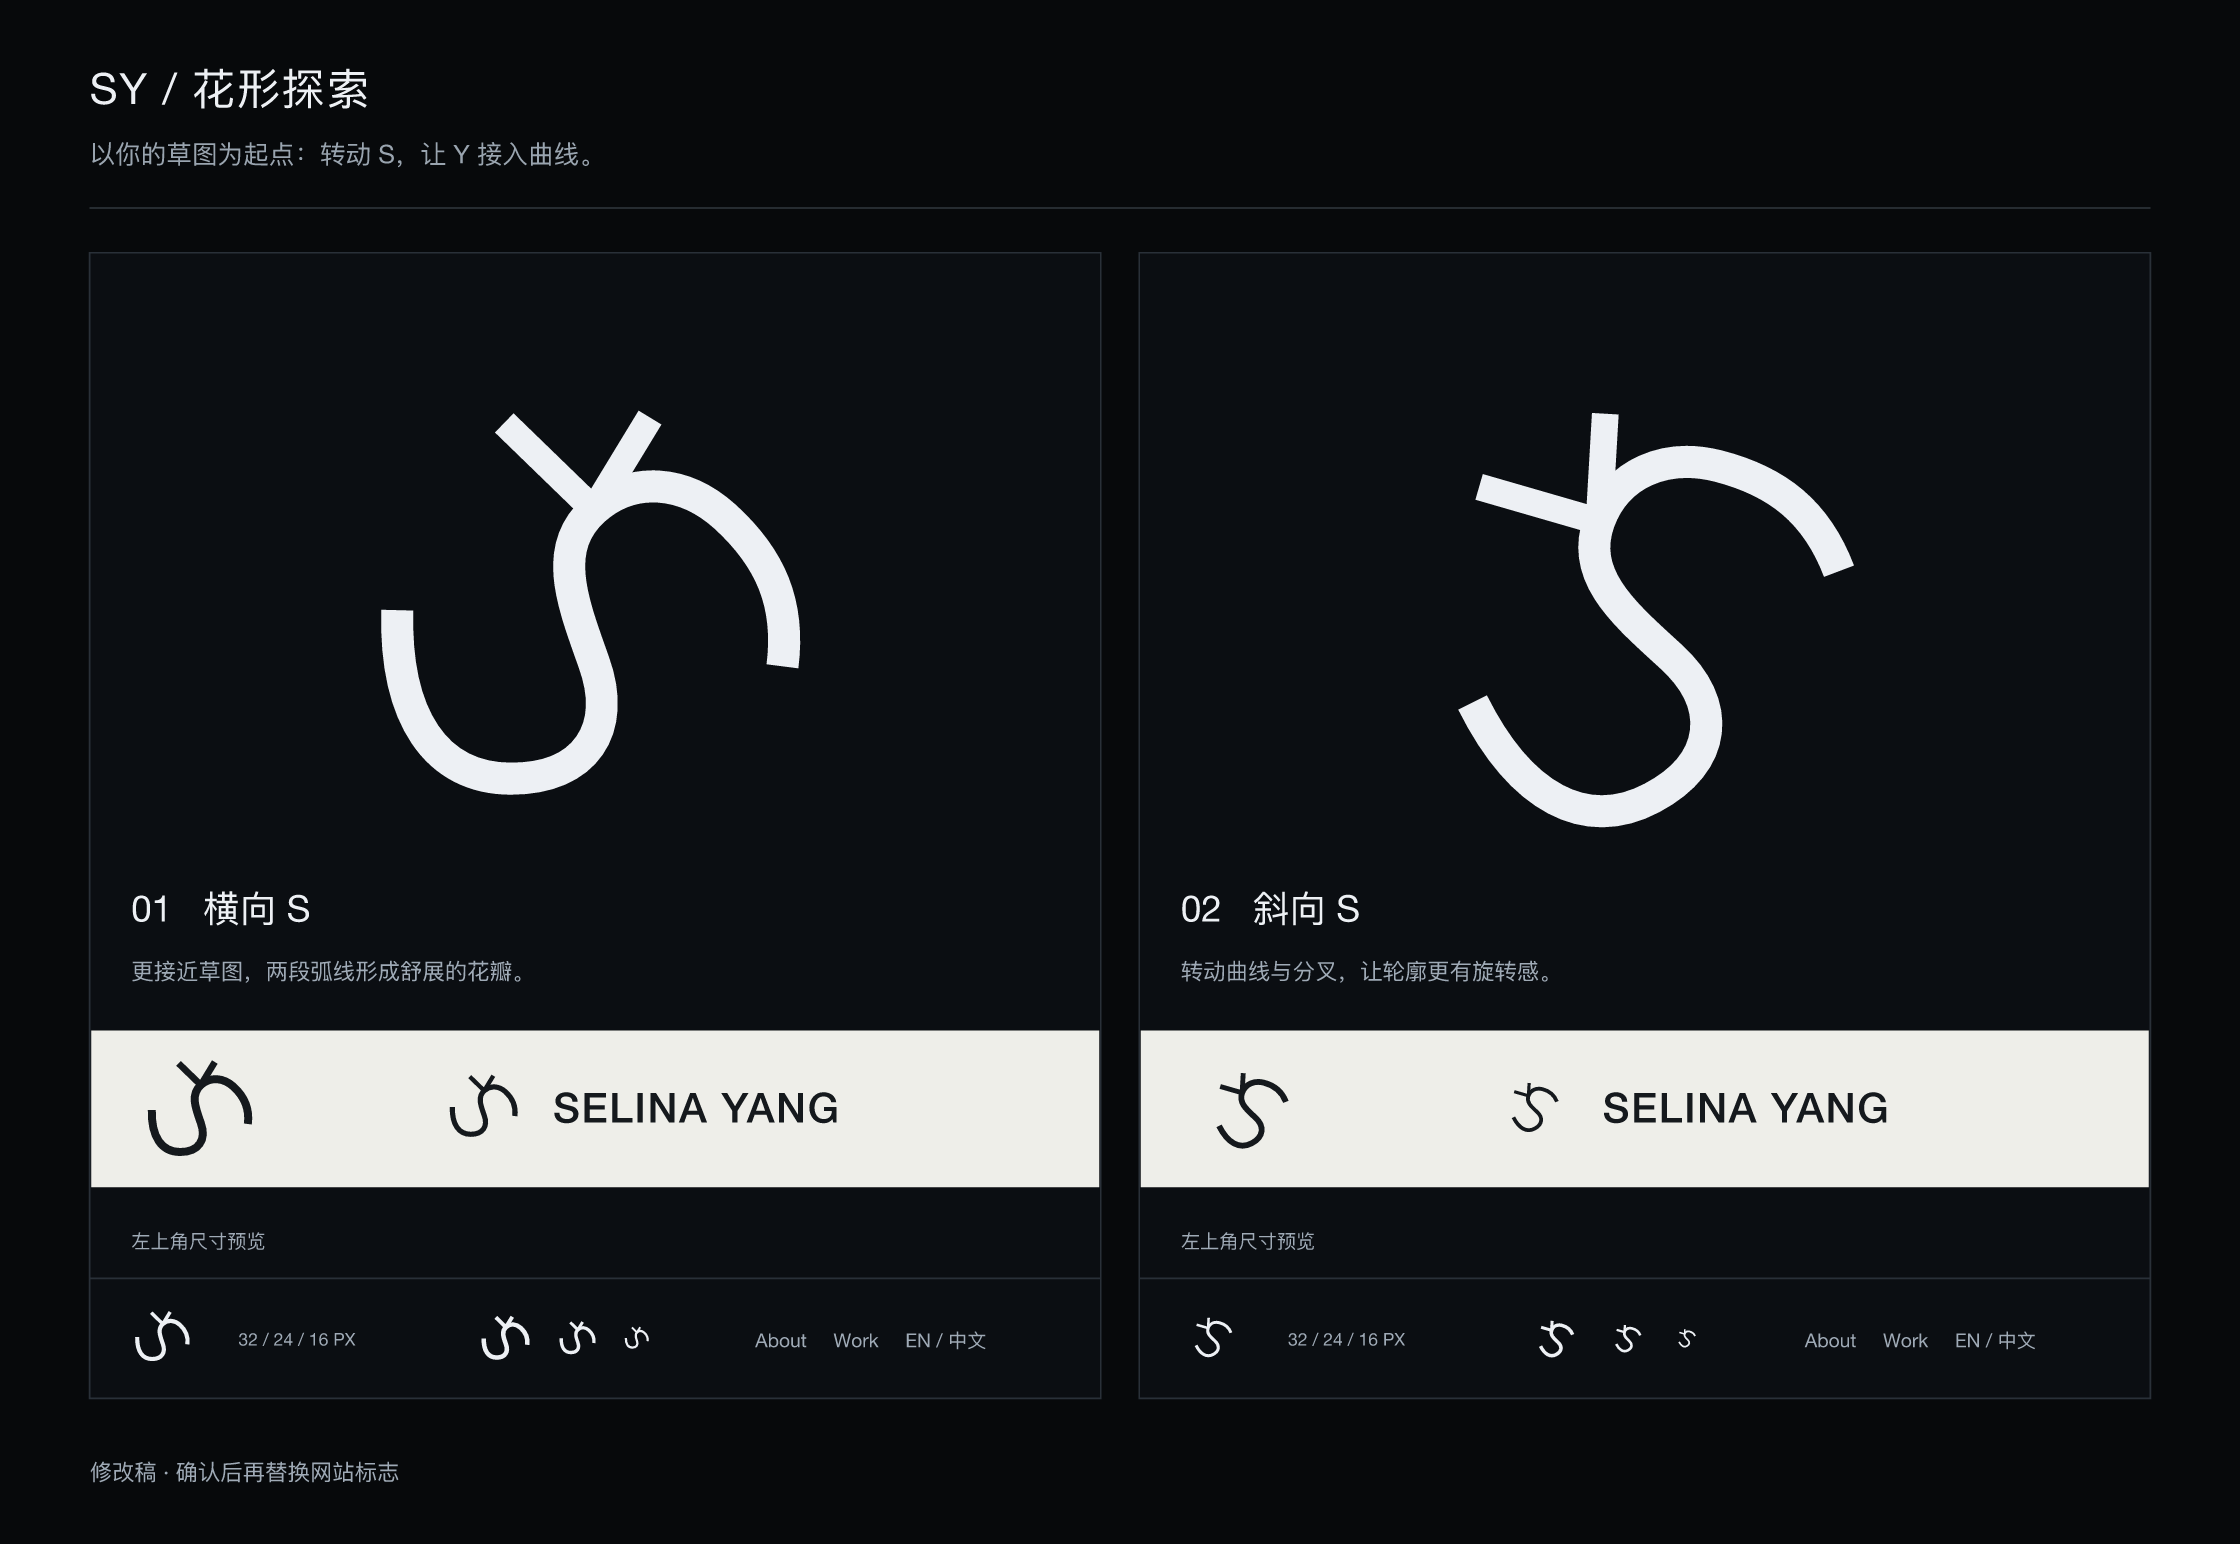 SY / 花形探索
以你的草图为起点：转动 S，让 Y 接入曲线。
01 横向 S
更接近草图，两段弧线形成舒展的花瓣。
SELINA YANG
左上角尺寸预览
32 / 24 / 16 PX
About Work EN / 中文
02 斜向 S
转动曲线与分叉，让轮廓更有旋转感。
SELINA YANG
左上角尺寸预览
32 / 24 / 16 PX
About Work EN / 中文
修改稿 · 确认后再替换网站标志